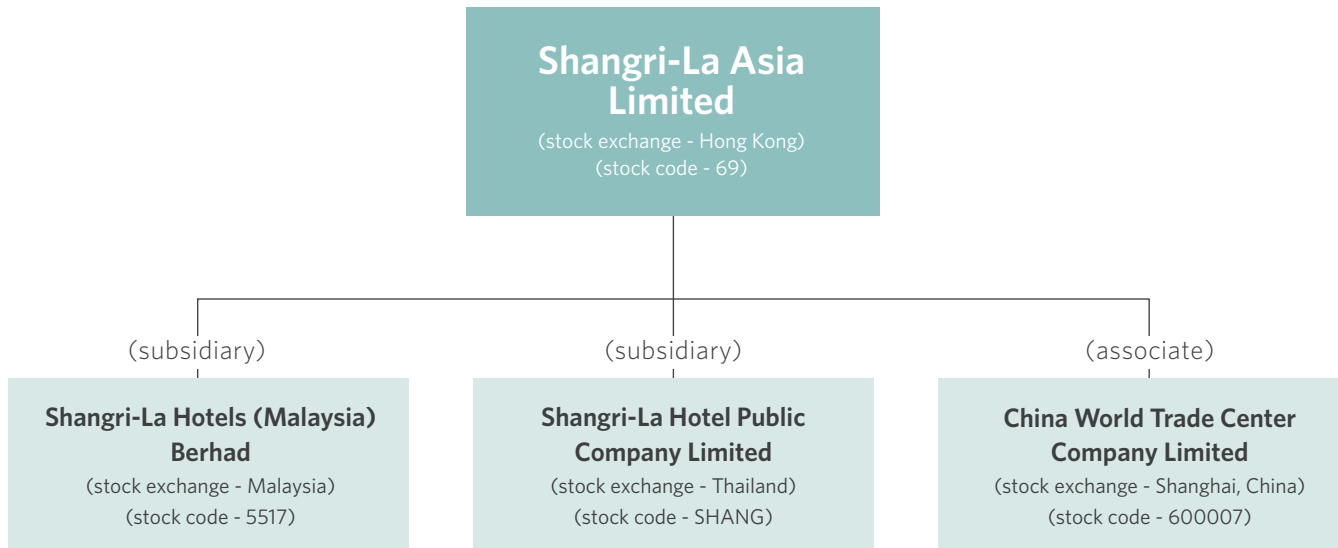 Shangri-La Asia
Limited
(stock exchange - Hong Kong)
(stock code - 69)
(subsidiary)
(subsidiary)
(associate)
Shangri-La Hotels (Malaysia)
Berhad
(stock exchange - Malaysia)
(stock code - 5517)
Shangri-La Hotel Public
Company Limited
(stock exchange - Thailand)
(stock code - SHANG)
China World Trade Center
Company Limited
(stock exchange - Shanghai, China)
(stock code - 600007)